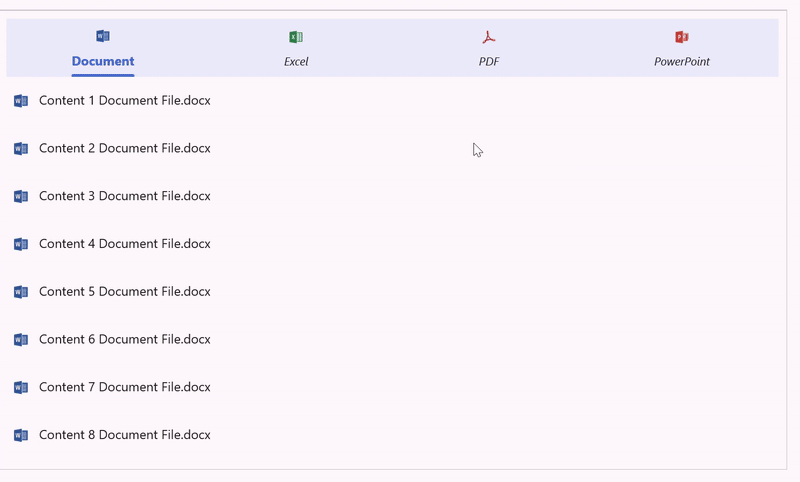 Document Excel PDF PowerPoint
Content 1 Document File.docx
Content 2 Document File.docx
Content 3 Document File.docx
Content 4 Document File.docx
Content 5 Document File.docx
Content 6 Document File.docx
Content 7 Document File.docx
Content 8 Document File.docx